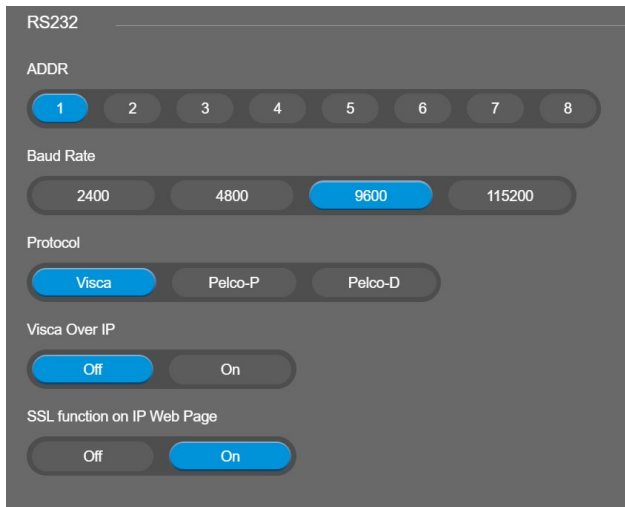 RS232
ADDR
1 2 3 4 5 6 7 8
Baud Rate
2400 4800 9600 115200
Protocol
Visca Pelco-P Pelco-D
Visca Over IP
Off On
SSL function on IP Web Page
Off On